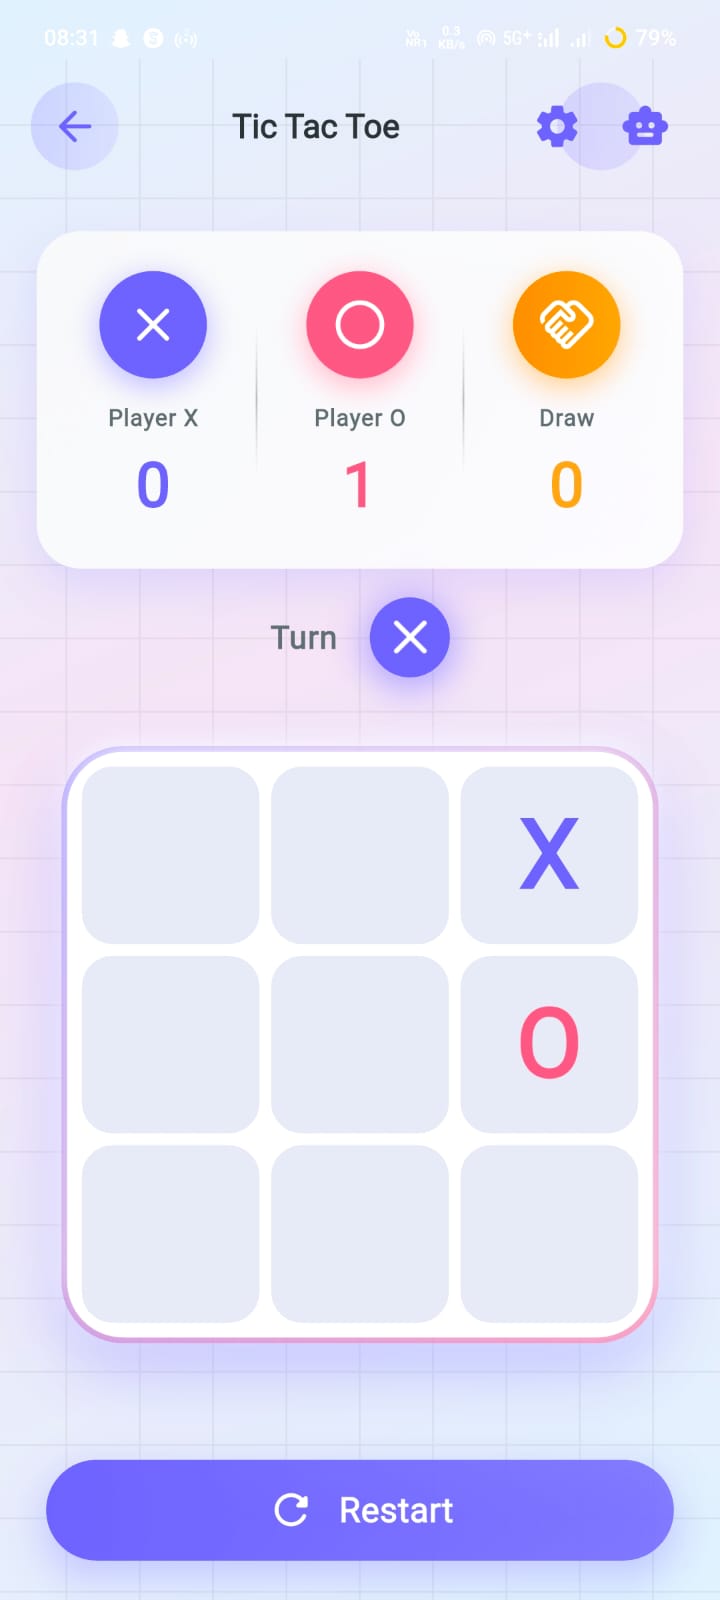 08:31 Vo NR1 0.3 KB/s 5G+ 79%
Tic Tac Toe
Player X Player O Draw
0 1 0
Turn
X
O
Restart